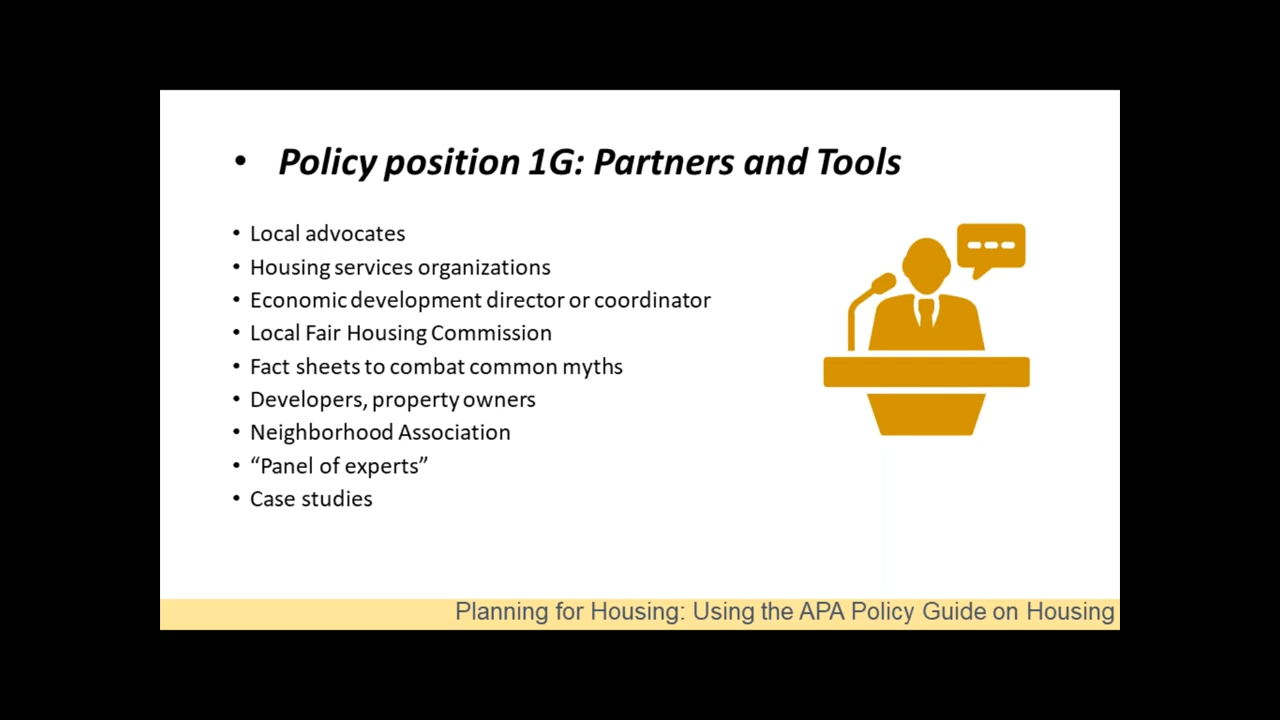 • Policy position 1G: Partners and Tools
• Local advocates
• Housing services organizations
• Economic development director or coordinator
• Local Fair Housing Commission
• Fact sheets to combat common myths
• Developers, property owners
• Neighborhood Association
• “Panel of experts”
• Case studies
Planning for Housing: Using the APA Policy Guide on Housing